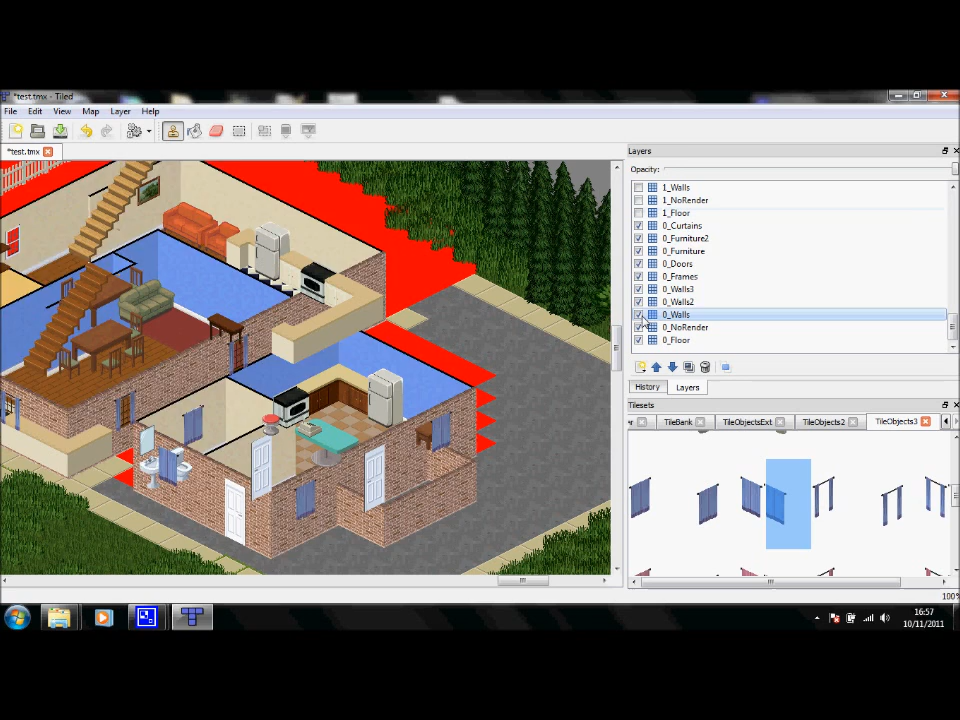 *test.tmx - Tiled
File Edit View Map Layer Help
*test.tmx
Layers
Opacity:
1_Walls
1_NoRender
1_Floor
0_Curtains
0_Furniture2
0_Furniture
0_Doors
0_Frames
0_Walls3
0_Walls2
0_Walls
0_NoRender
0_Floor
History Layers
Tilesets
TileBank TileObjectsExt TileObjects2 TileObjects3
100%
16:57
10/11/2011